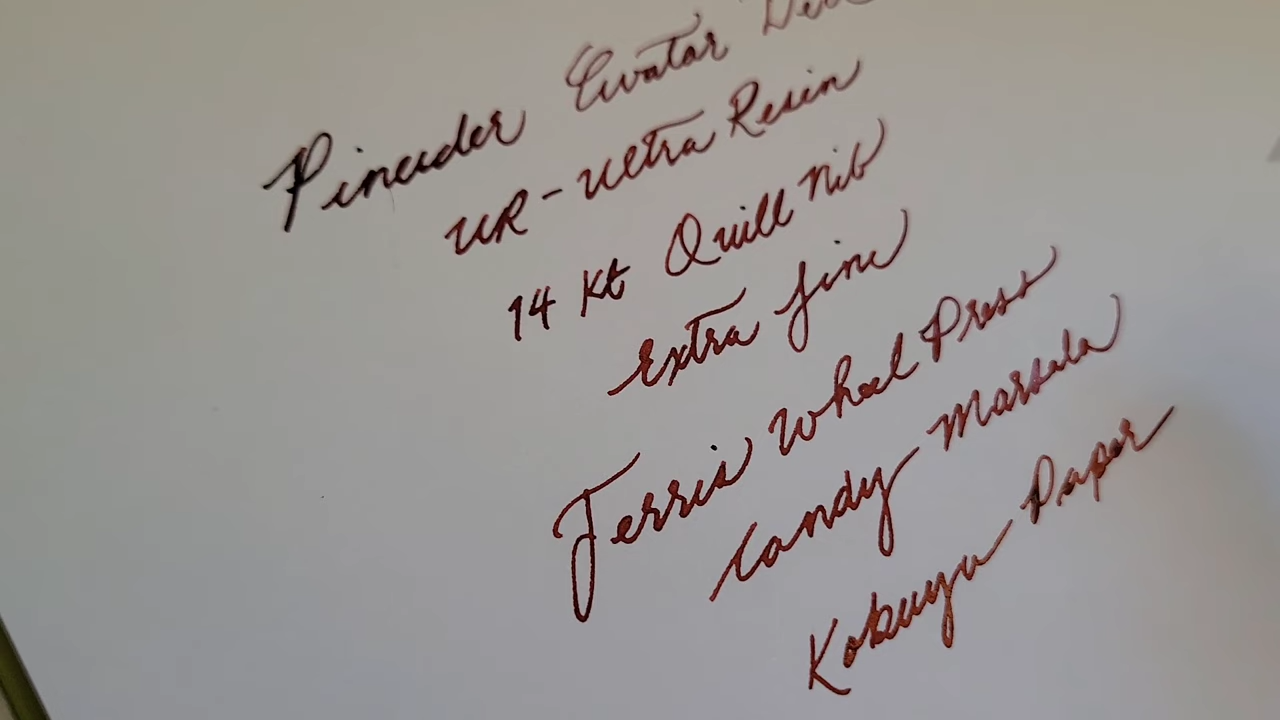 Pineider Avatar
UR - Ultra Resin
14 Kt Quill Nib
Extra fine
Ferris Wheel Press
Candy Marsala
Kokuyo Paper